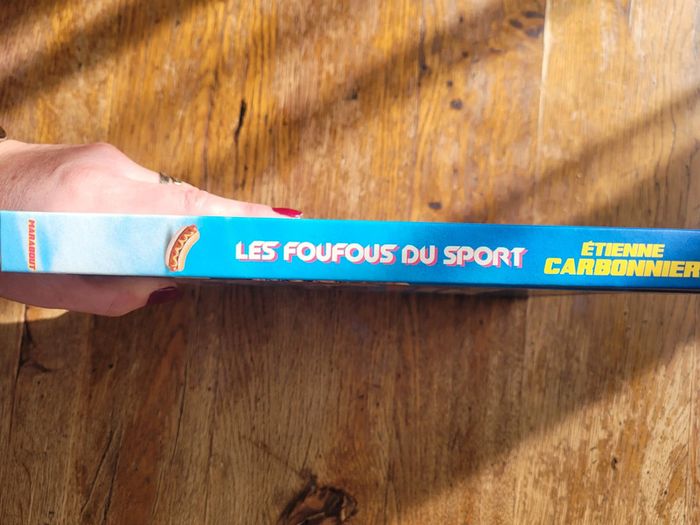 MARABOUT
LES FOUFOUS DU SPORT
ÉTIENNE
CARBONNIER